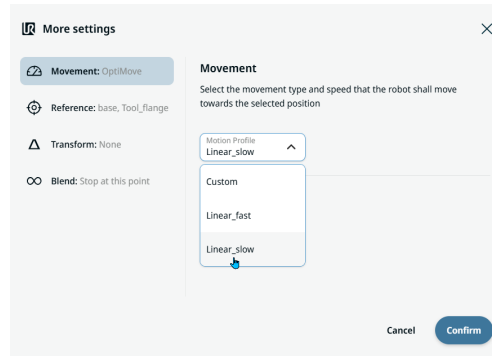 More settings
Movement: OptiMove
Reference: base, Tool_flange
Transform: None
Blend: Stop at this point
Movement
Select the movement type and speed that the robot shall move
towards the selected position
Motion Profile
Linear_slow
Custom
Linear_fast
Linear_slow
Cancel
Confirm